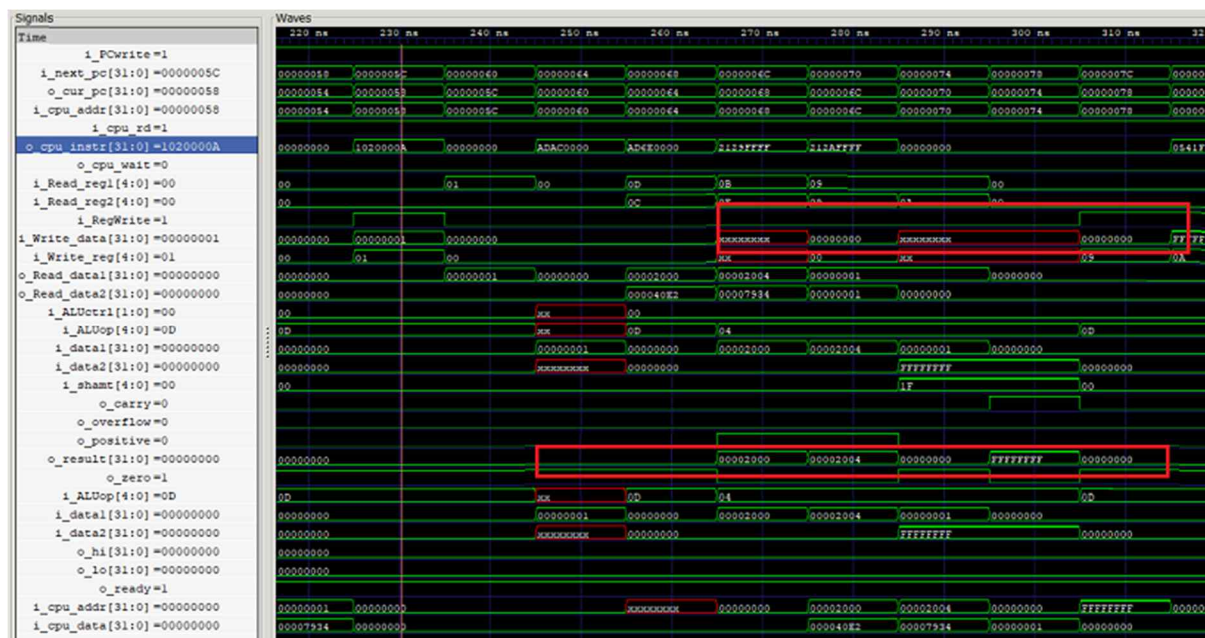 Signals
Waves
Time
220 ns 230 ns 240 ns 250 ns 260 ns 270 ns 280 ns 290 ns 300 ns 310 ns 32
i_PCwrite=1
i_next_pc[31:0]=0000005C 00000058 0000005C 00000060 00000064 00000068 0000006C 00000070 00000074 00000078 0000007C 00000
o_cur_pc[31:0]=00000058 00000054 00000058 0000005C 00000060 00000064 00000068 0000006C 00000070 00000074 00000078 00000
i_cpu_addr[31:0]=00000058 00000054 00000058 0000005C 00000060 00000064 00000068 0000006C 00000070 00000074 00000078 00000
i_cpu_rd=1
o_cpu_instr[31:0]=1020000A 00000000 1020000A 00000000 ADAC0000 2129FFFF 212AFFFF 00000000 0541F
o_cpu_wait=0
i_Read_reg1[4:0]=00 00 01 00 0D 0B 09 00
i_Read_reg2[4:0]=00 00 0C 00
i_RegWrite=1
i_Write_data[31:0]=00000001 00000000 00000001 00000000 xxxxxxxx 00000000 xxxxxxxx 00000000 FFFFF
i_Write_reg[4:0]=01 00 01 00 xx 00 xx 09 0A
o_Read_data1[31:0]=00000000 00000000 00000001 00000000 00002000 00002004 00000001 00000000
o_Read_data2[31:0]=00000000 00000000 000040E2 00007934 00000001 00000000
i_ALUctrl[1:0]=00 00 xx 00
i_ALUop[4:0]=0D 0D xx 0D 04 0D
i_data1[31:0]=00000000 00000000 00000001 00000000 00002000 00002004 00000001 00000000
i_data2[31:0]=00000000 00000000 xxxxxxxx 00000000 FFFFFFFF 00000000
i_shamt[4:0]=00 00 1F 00
o_carry=0
o_overflow=0
o_positive=0
o_result[31:0]=00000000 00000000 00002000 00002004 00000000 FFFFFFFF 00000000
o_zero=1
i_ALUop[4:0]=0D 0D xx 0D 04 0D
i_data1[31:0]=00000000 00000000 00000001 00000000 00002000 00002004 00000001 00000000
i_data2[31:0]=00000000 00000000 xxxxxxxx 00000000 FFFFFFFF 00000000
o_hi[31:0]=00000000 00000000
o_lo[31:0]=00000000 00000000
o_ready=1
i_cpu_addr[31:0]=00000000 00000001 00000000 xxxxxxxx 00000000 00002000 00002004 00000000 FFFFFFFF 00000
i_cpu_data[31:0]=00000000 00007934 00000000 000040E2 00007934 00000001 00000000